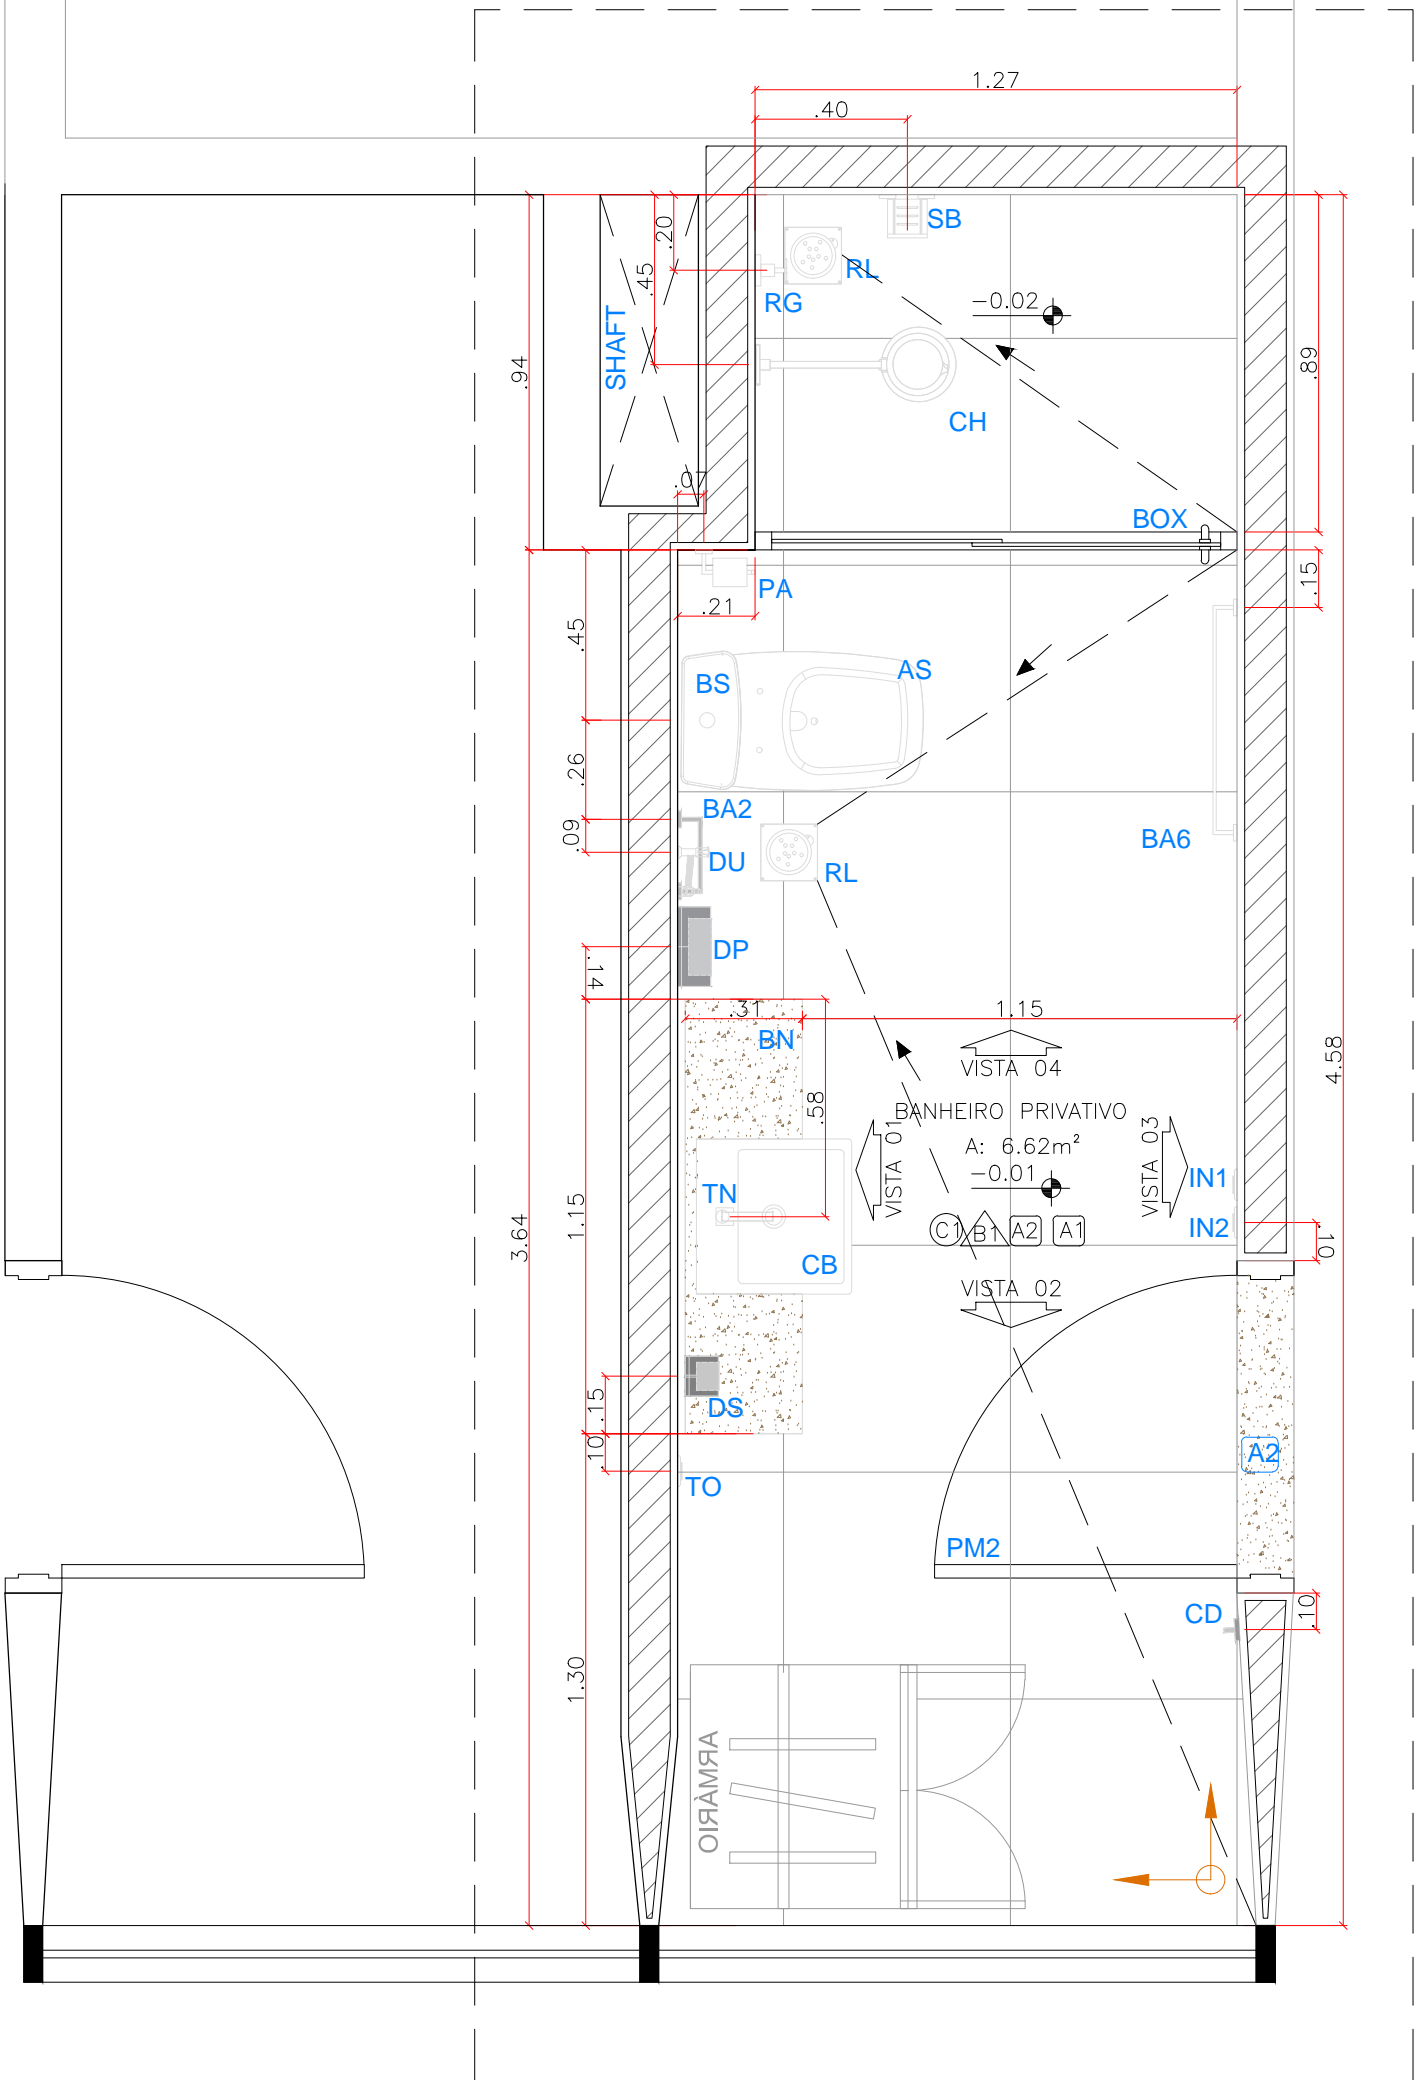 1.27
.40
.20
SB
RL
.45
RG
-0.02
SHAFT
.94
.89
CH
.07
BOX
PA
.15
.21
.45
BS
AS
.26
BA2
.09
DU
RL
BA6
DP
.14
.31
1.15
BN
VISTA 04
4.58
.58
BANHEIRO PRIVATIVO
A: 6.62m²
-0.01
VISTA 01
VISTA 03
IN1
TN
1.15
3.64
C1
B1
A2
A1
IN2
.10
CB
VISTA 02
.15
DS
.10
A2
TO
PM2
CD
.10
1.30
ARMÀRIO